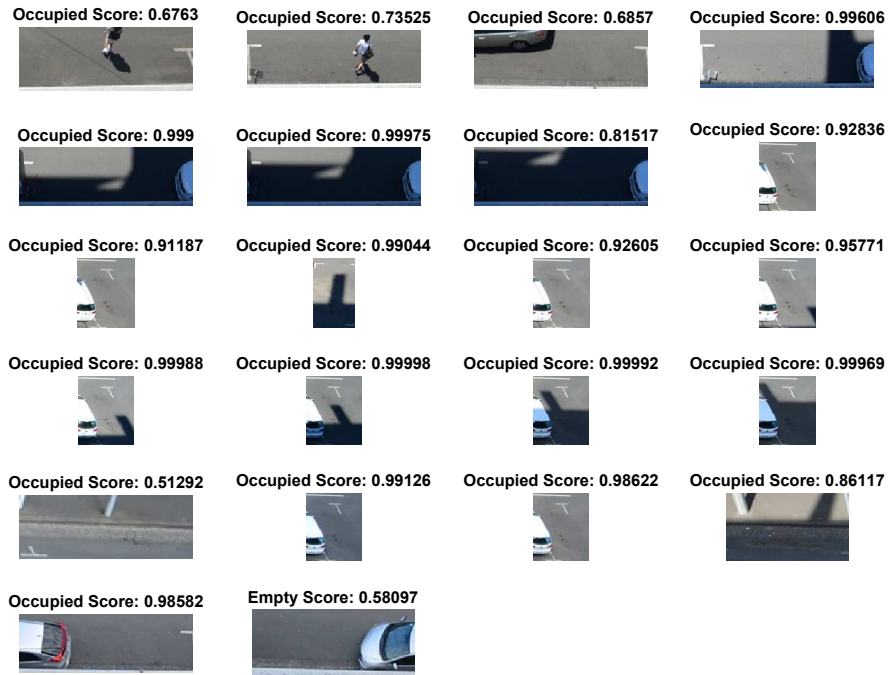 Occupied Score: 0.6763
Occupied Score: 0.73525
Occupied Score: 0.6857
Occupied Score: 0.99606
Occupied Score: 0.999
Occupied Score: 0.99975
Occupied Score: 0.81517
Occupied Score: 0.92836
Occupied Score: 0.91187
Occupied Score: 0.99044
Occupied Score: 0.92605
Occupied Score: 0.95771
Occupied Score: 0.99988
Occupied Score: 0.99998
Occupied Score: 0.99992
Occupied Score: 0.99969
Occupied Score: 0.51292
Occupied Score: 0.99126
Occupied Score: 0.98622
Occupied Score: 0.86117
Occupied Score: 0.98582
Empty Score: 0.58097